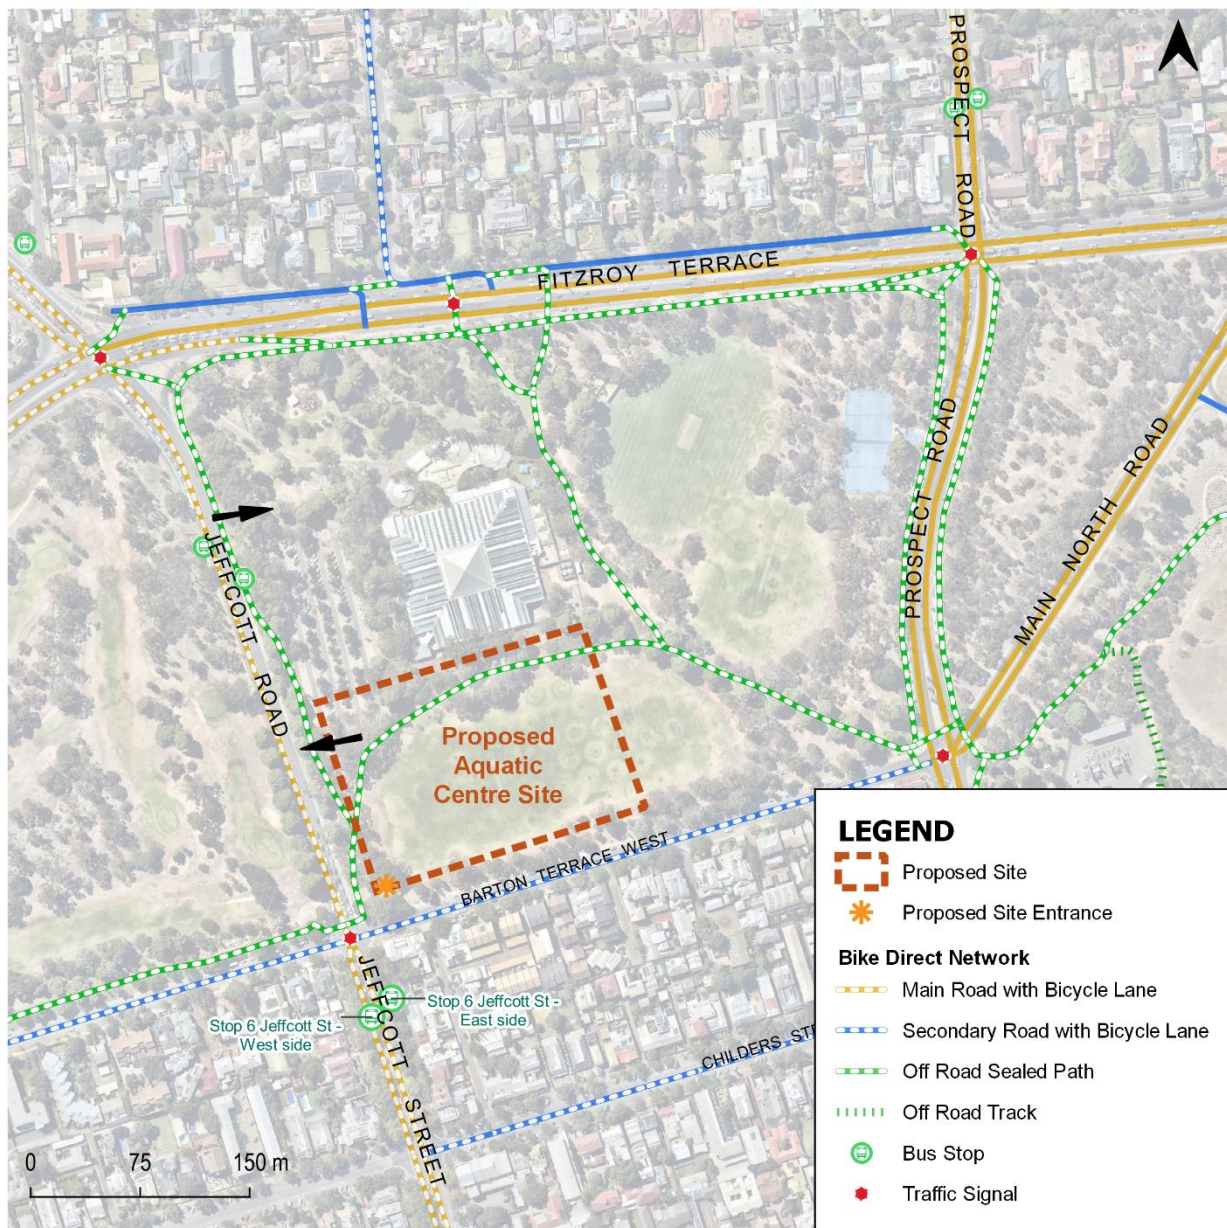 PROSPECT ROAD
FITZROY TERRACE
JEFFCOTT ROAD
PROSPECT ROAD
MAIN NORTH ROAD
Proposed
Aquatic
Centre Site
BARTON TERRACE WEST
JEFFCOTT STREET
Stop 6 Jeffcott St -
East side
Stop 6 Jeffcott St -
West side
CHILDERS STR
0 75 150 m
LEGEND
Proposed Site
Proposed Site Entrance
Bike Direct Network
Main Road with Bicycle Lane
Secondary Road with Bicycle Lane
Off Road Sealed Path
Off Road Track
Bus Stop
Traffic Signal